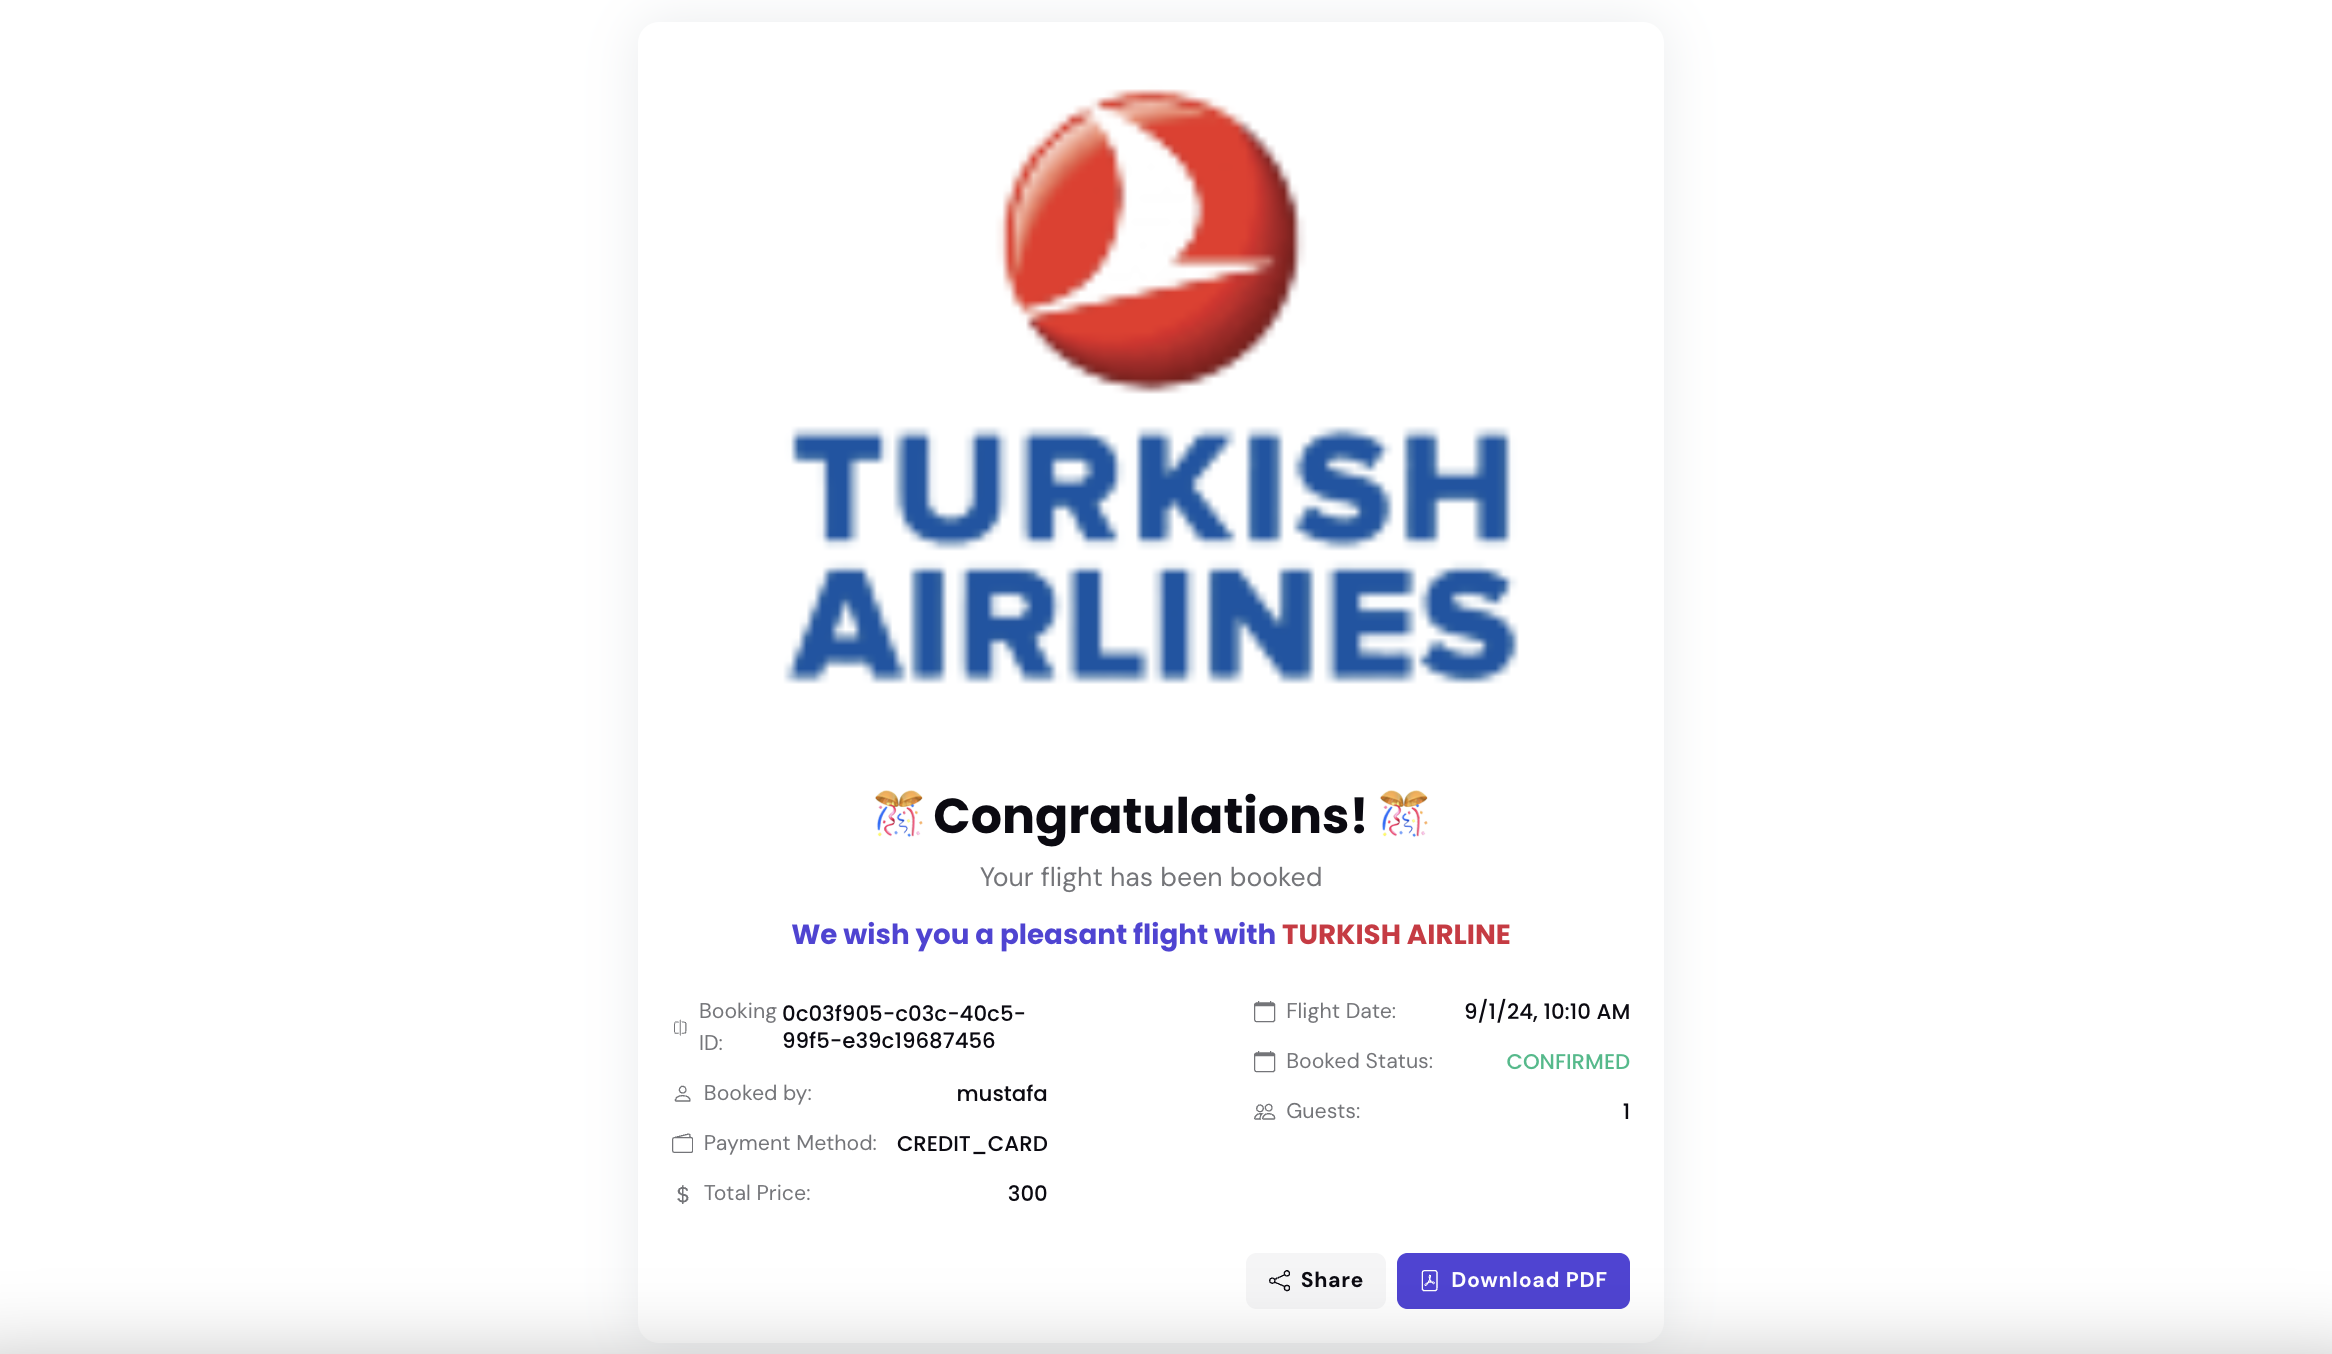 TURKISH
AIRLINES
🎊 Congratulations! 🎊
Your flight has been booked
We wish you a pleasant flight with TURKISH AIRLINE
Booking ID: 0c03f905-c03c-40c5-
99f5-e39c19687456
Booked by: mustafa
Payment Method: CREDIT_CARD
Total Price: 300
Flight Date: 9/1/24, 10:10 AM
Booked Status: CONFIRMED
Guests: 1
Share
Download PDF